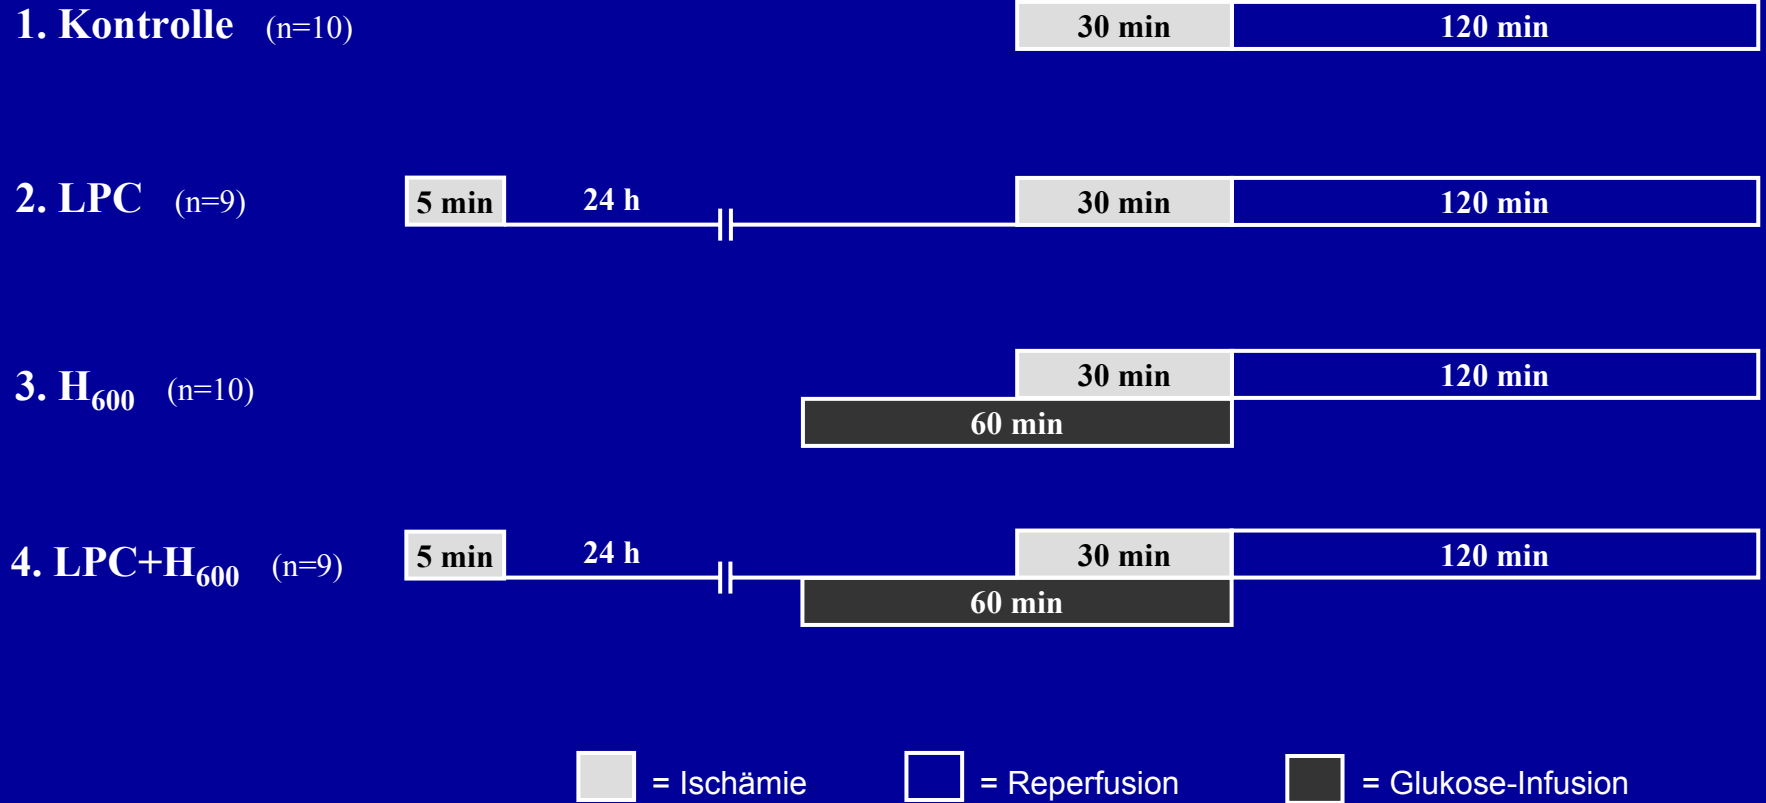 1. Kontrolle (n=10) 30 min 120 min
2. LPC (n=9) 5 min 24 h 30 min 120 min
3. H600 (n=10) 30 min 120 min
60 min
4. LPC+H600 (n=9) 5 min 24 h 30 min 120 min
60 min
= Ischämie = Reperfusion = Glukose-Infusion